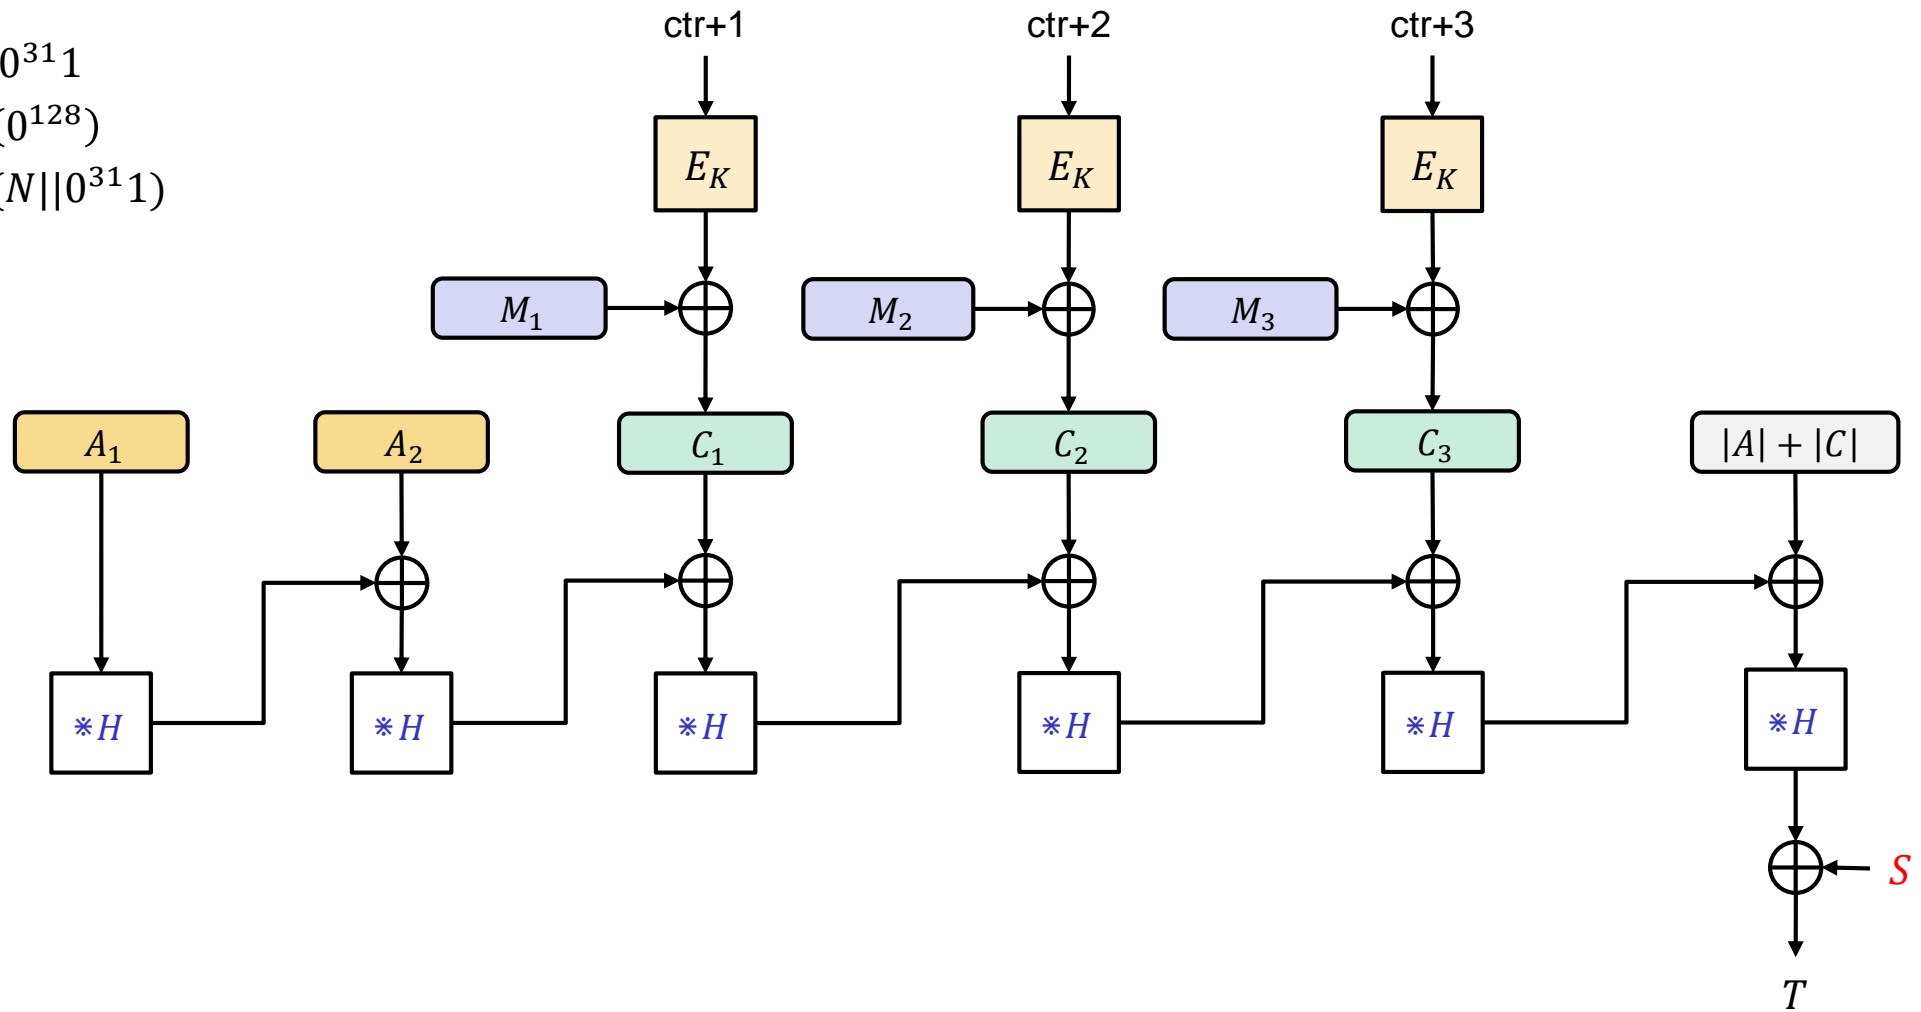 ctr+1 ctr+2 ctr+3
0³¹1
(0¹²⁸)
(N||0³¹1)
E_K E_K E_K
M₁ M₂ M₃
A₁ A₂ C₁ C₂ C₃ |A| + |C|
⋇H ⋇H ⋇H ⋇H ⋇H ⋇H
S
T